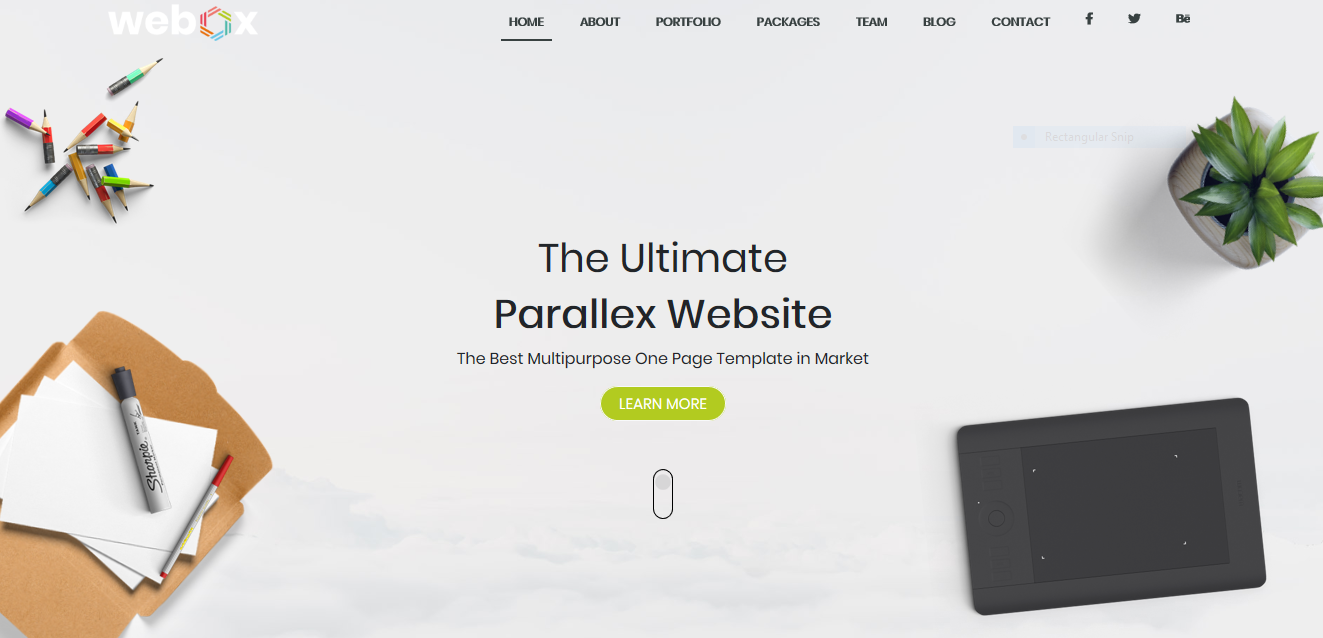 webox
HOME ABOUT PORTFOLIO PACKAGES TEAM BLOG CONTACT f Bē
Rectangular Snip
The Ultimate
Parallex Website
The Best Multipurpose One Page Template in Market
LEARN MORE
Sharpie